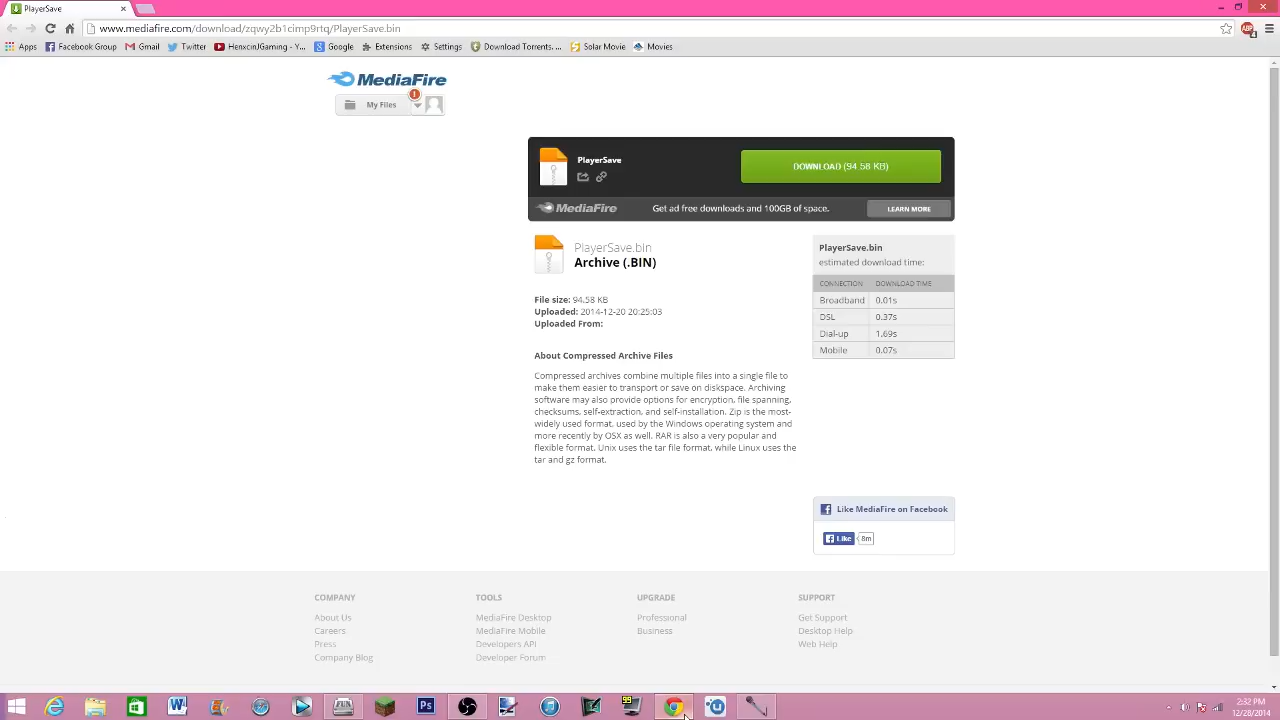 PlayerSave
www.mediafire.com/download/zqwy2b1cimp9rtq/PlayerSave.bin
ABP
4
Apps
Facebook Group
Gmail
Twitter
HenxcinJGaming - Y...
Google
Extensions
Settings
Download Torrents, ...
Solar Movie
Movies
MediaFire
My Files
!
PlayerSave
DOWNLOAD (94.58 KB)
MediaFire
Get ad free downloads and 100GB of space.
LEARN MORE
PlayerSave.bin
Archive (.BIN)
File size: 94.58 KB
Uploaded: 2014-12-20 20:25:03
Uploaded From:
About Compressed Archive Files
Compressed archives combine multiple files into a single file to
make them easier to transport or save on diskspace. Archiving
software may also provide options for encryption, file spanning,
checksums, self-extraction, and self-installation. Zip is the most-
widely used format, used by the Windows operating system and
more recently by OSX as well. RAR is also a very popular and
flexible format. Unix uses the tar file format, while Linux uses the
tar and gz format.
PlayerSave.bin
estimated download time:
CONNECTION DOWNLOAD TIME
Broadband 0.01s
DSL 0.37s
Dial-up 1.69s
Mobile 0.07s
Like MediaFire on Facebook
Like
8m
COMPANY
About Us
Careers
Press
Company Blog
TOOLS
MediaFire Desktop
MediaFire Mobile
Developers API
Developer Forum
UPGRADE
Professional
Business
SUPPORT
Get Support
Desktop Help
Web Help
Ps
99
2:32 PM
12/28/2014